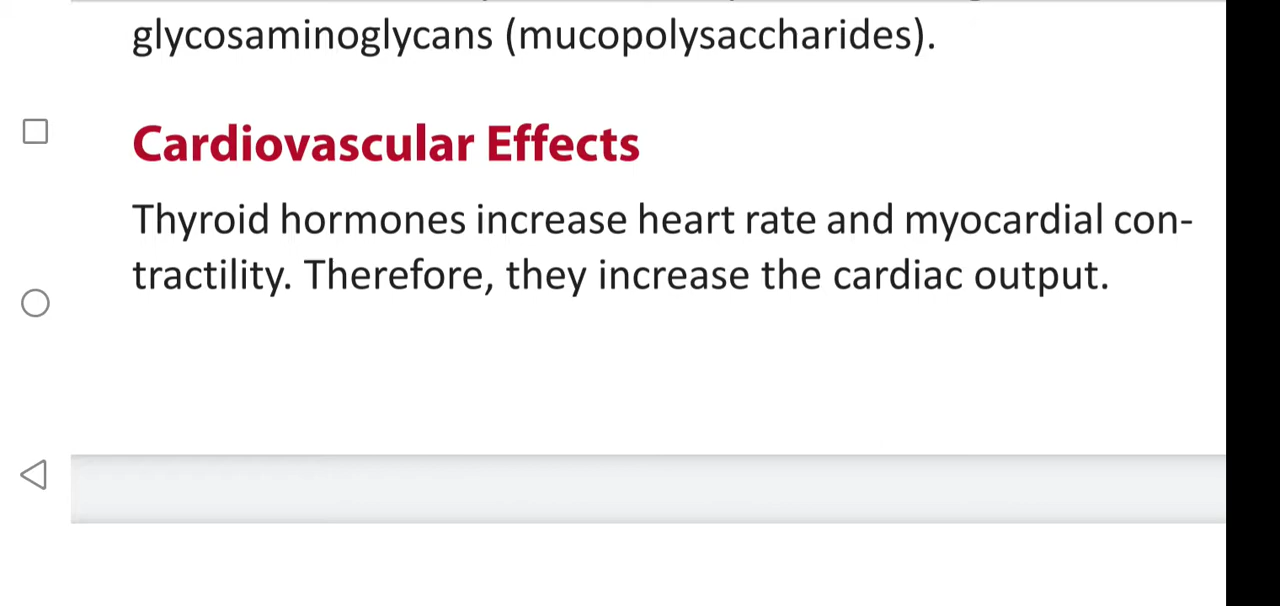 glycosaminoglycans (mucopolysaccharides).
Cardiovascular Effects
Thyroid hormones increase heart rate and myocardial con-
tractility. Therefore, they increase the cardiac output.